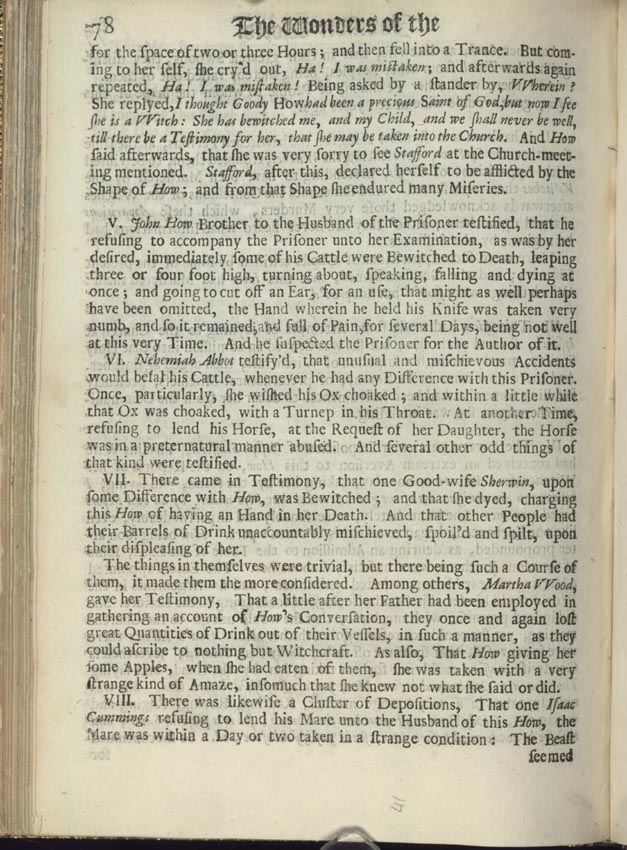 78 The Wonders of the
for the space of two or three Hours; and then fell into a Trance. But com-
ing to her self, she cry'd out, Ha! I was mistaken; and afterwards again
repeated, Ha! I was mistaken! Being asked by a stander by, VVherein?
She replyed, I thought Goody How had been a precious Saint of God, but now I see
she is a VVitch: She has bewitched me, and my Child, and we shall never be well,
till there be a Testimony for her, that she may be taken into the Church. And How
said afterwards, that she was very sorry to see Stafford at the Church-meet-
ing mentioned. Stafford, after this, declared herself to be afflicted by the
Shape of How; and from that Shape she endured many Miseries.
V. John How Brother to the Husband of the Prisoner testified, that he
refusing to accompany the Prisoner unto her Examination, as was by her
desired, immediately some of his Cattle were Bewitched to Death, leaping
three or four foot high, turning about, speaking, falling and dying at
once; and going to cut off an Ear, for an use, that might as well perhaps
have been omitted, the Hand wherein he held his Knife was taken very
numb, and so it remained, and full of Pain, for several Days, being not well
at this very Time. And he suspected the Prisoner for the Author of it.
VI. Nehemiah Abbot testify'd, that unusual and mischievous Accidents
would befal his Cattle, whenever he had any Difference with this Prisoner.
Once, particularly, she wished his Ox choaked; and within a little while
that Ox was choaked, with a Turnep in his Throat. At another Time,
refusing to lend his Horse, at the Request of her Daughter, the Horse
was in a preternatural manner abused. And several other odd things of
that kind were testified.
VII. There came in Testimony, that one Good-wife Sherwin, upon
some Difference with How, was Bewitched; and that she dyed, charging
this How of having an Hand in her Death. And that other People had
their Barrels of Drink unaccountably mischieved, spoil'd and spilt, upon
their displeasing of her.
The things in themselves were trivial, but there being such a Course of
them, it made them the more considered. Among others, Martha VVood,
gave her Testimony, That a little after her Father had been employed in
gathering an account of How's Conversation, they once and again lost
great Quantities of Drink out of their Vessels, in such a manner, as they
could ascribe to nothing but Witchcraft. As also, That How giving her
some Apples, when she had eaten of them, she was taken with a very
strange kind of Amaze, insomuch that she knew not what she said or did.
VIII. There was likewise a Cluster of Depositions, That one Isaac
Cummings refusing to lend his Mare unto the Husband of this How, the
Mare was within a Day or two taken in a strange condition: The Beast
seemed